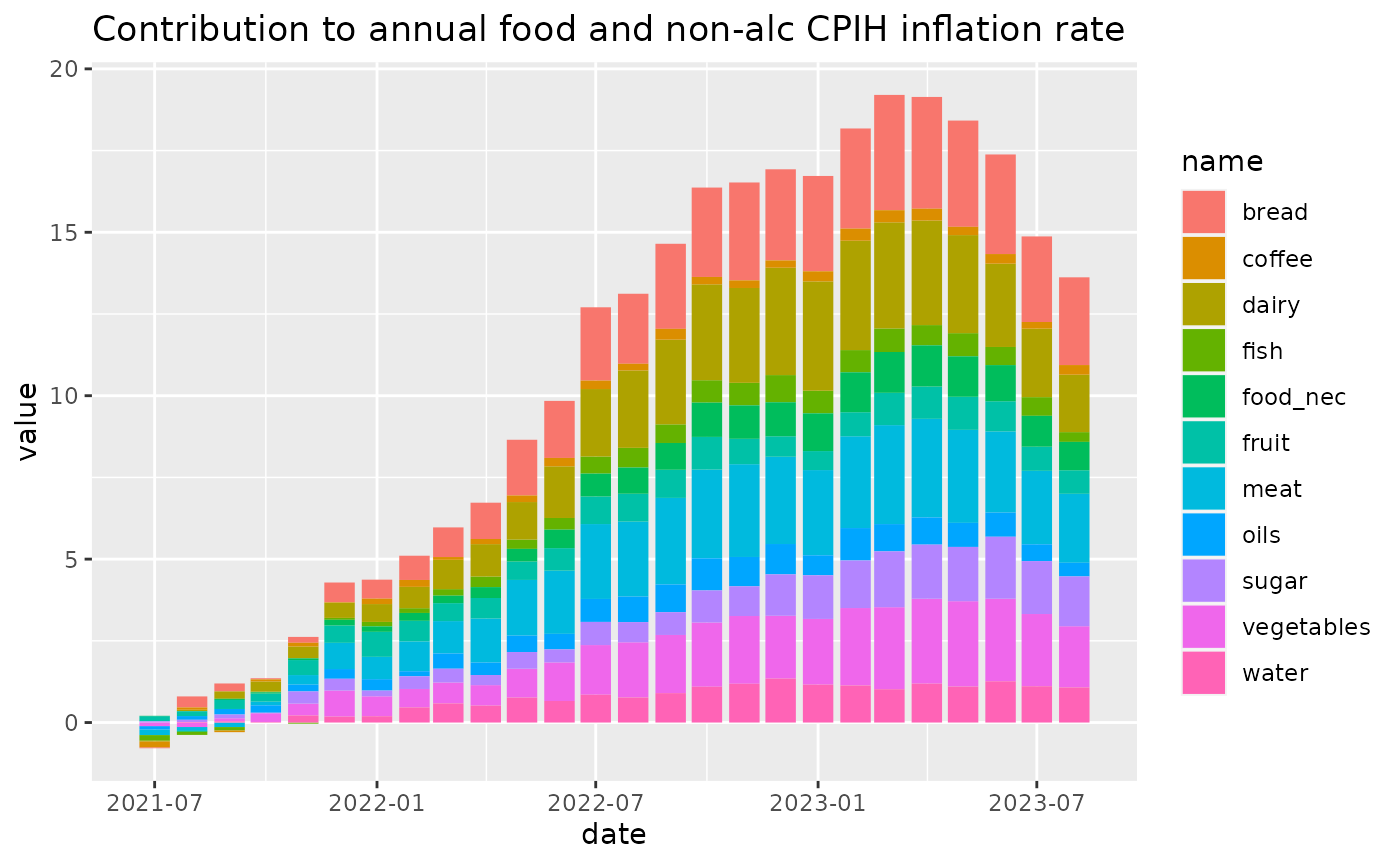 Contribution to annual food and non-alc CPIH inflation rate
20
15
10
5
0
value
2021-07
2022-01
2022-07
2023-01
2023-07
date
name
bread
coffee
dairy
fish
food_nec
fruit
meat
oils
sugar
vegetables
water